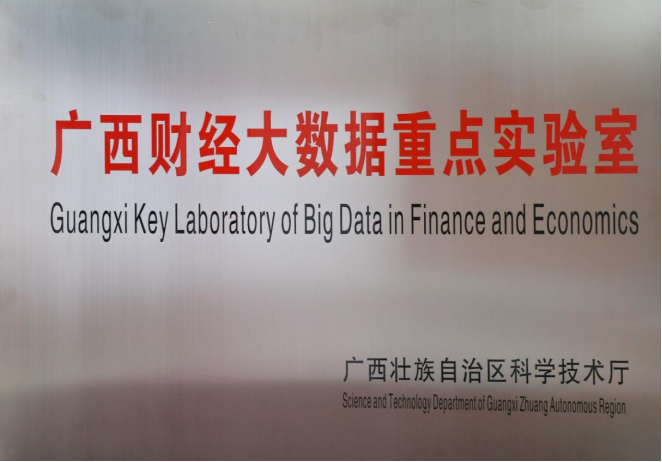 广西财经大数据重点实验室
Guangxi Key Laboratory of Big Data in Finance and Economics
广西壮族自治区科学技术厅
Science and Technology Department of Guangxi Zhuang Autonomous Region